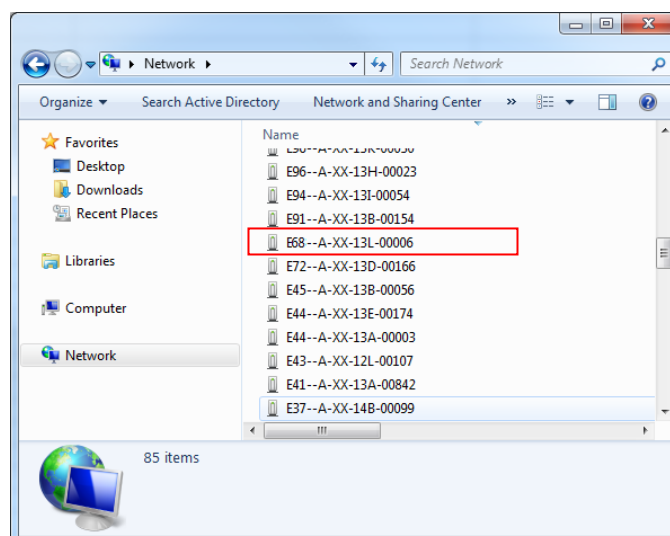 Network
Search Network
Organize
Search Active Directory
Network and Sharing Center
»
Favorites
Desktop
Downloads
Recent Places
Libraries
Computer
Network
Name
E96--A-XX-13H-00023
E94--A-XX-13I-00054
E91--A-XX-13B-00154
E68--A-XX-13L-00006
E72--A-XX-13D-00166
E45--A-XX-13B-00056
E44--A-XX-13E-00174
E44--A-XX-13A-00003
E43--A-XX-12L-00107
E41--A-XX-13A-00842
E37--A-XX-14B-00099
85 items